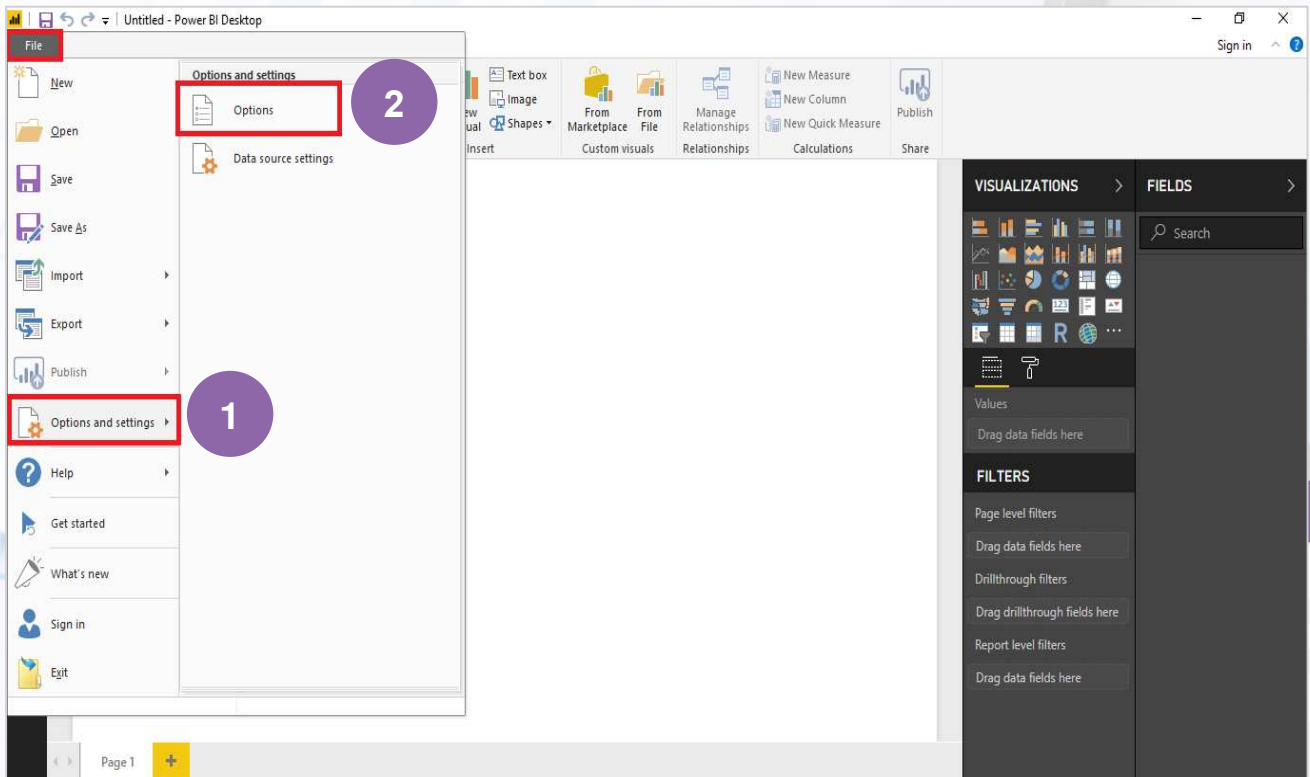 Untitled - Power BI Desktop
File
Sign in
New
Open
Save
Save As
Import
Export
Publish
Options and settings
1
Help
Get started
What's new
Sign in
Exit
Options and settings
Options
2
Data source settings
ew
ual
Text box
Image
Shapes
Insert
From
Marketplace
From
File
Custom visuals
Manage
Relationships
Relationships
New Measure
New Column
New Quick Measure
Calculations
Publish
Share
VISUALIZATIONS
123
R
Values
Drag data fields here
FILTERS
Page level filters
Drag data fields here
Drillthrough filters
Drag drillthrough fields here
Report level filters
Drag data fields here
FIELDS
Search
Page 1